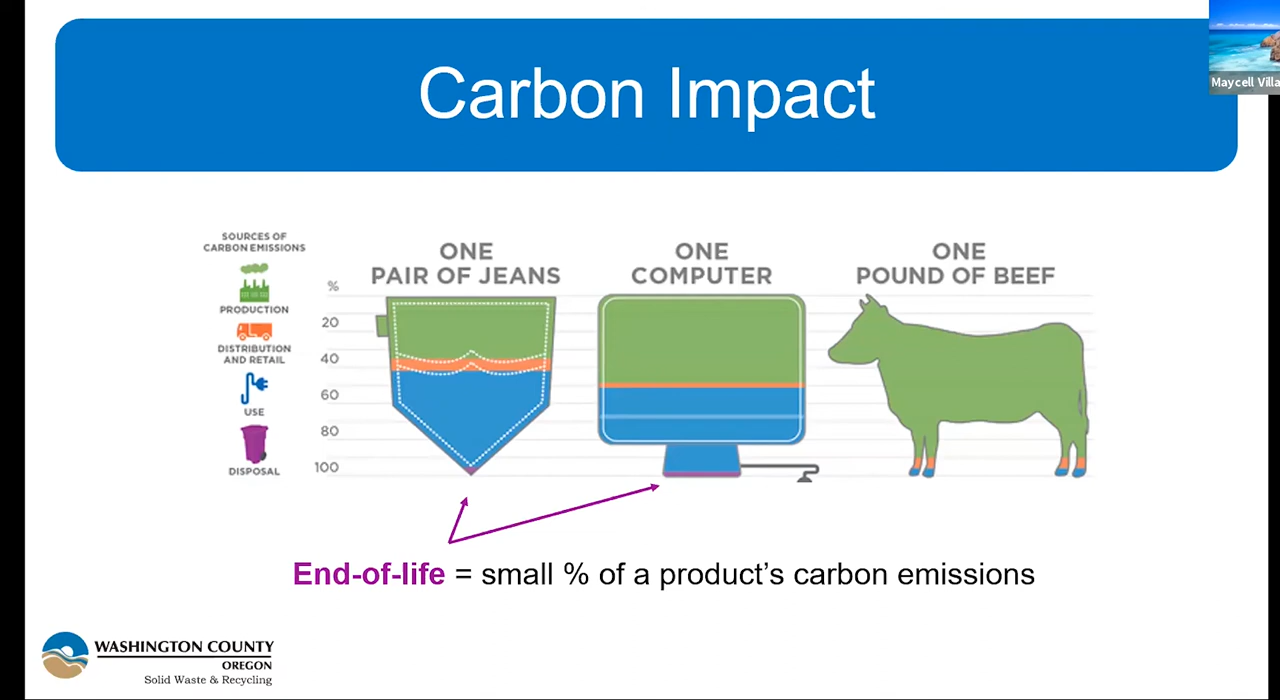 Carbon Impact
Maycell Villa
SOURCES OF
CARBON EMISSIONS
PRODUCTION
DISTRIBUTION
AND RETAIL
USE
DISPOSAL
%
20
40
60
80
100
ONE
PAIR OF JEANS
ONE
COMPUTER
ONE
POUND OF BEEF
End-of-life = small % of a product’s carbon emissions
WASHINGTON COUNTY
OREGON
Solid Waste & Recycling